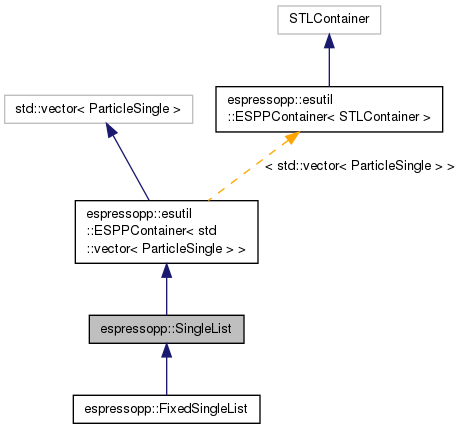 STLContainer
std::vector< ParticleSingle >
espressopp::esutil
::ESPPContainer< STLContainer >
< std::vector< ParticleSingle > >
espressopp::esutil
::ESPPContainer< std
::vector< ParticleSingle > >
espressopp::SingleList
espressopp::FixedSingleList